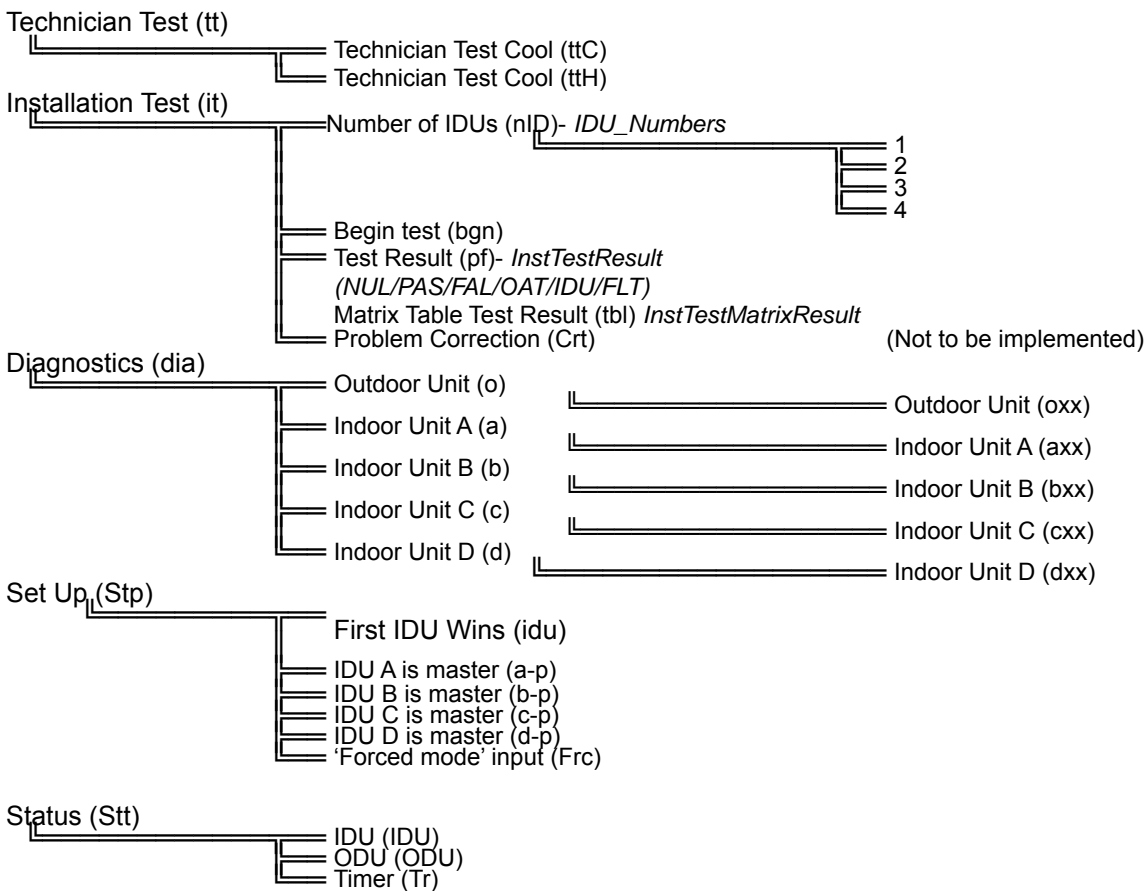 Technician Test (tt)
Technician Test Cool (ttC)
Technician Test Cool (ttH)
Installation Test (it)
Number of IDUs (nID)- IDU_Numbers
1
2
3
4
Begin test (bgn)
Test Result (pf)- InstTestResult
(NUL/PAS/FAL/OAT/IDU/FLT)
Matrix Table Test Result (tbl) InstTestMatrixResult
Problem Correction (Crt) (Not to be implemented)
Diagnostics (dia)
Outdoor Unit (o)
Outdoor Unit (oxx)
Indoor Unit A (a)
Indoor Unit A (axx)
Indoor Unit B (b)
Indoor Unit B (bxx)
Indoor Unit C (c)
Indoor Unit C (cxx)
Indoor Unit D (d)
Indoor Unit D (dxx)
Set Up (Stp)
First IDU Wins (idu)
IDU A is master (a-p)
IDU B is master (b-p)
IDU C is master (c-p)
IDU D is master (d-p)
‘Forced mode’ input (Frc)
Status (Stt)
IDU (IDU)
ODU (ODU)
Timer (Tr)